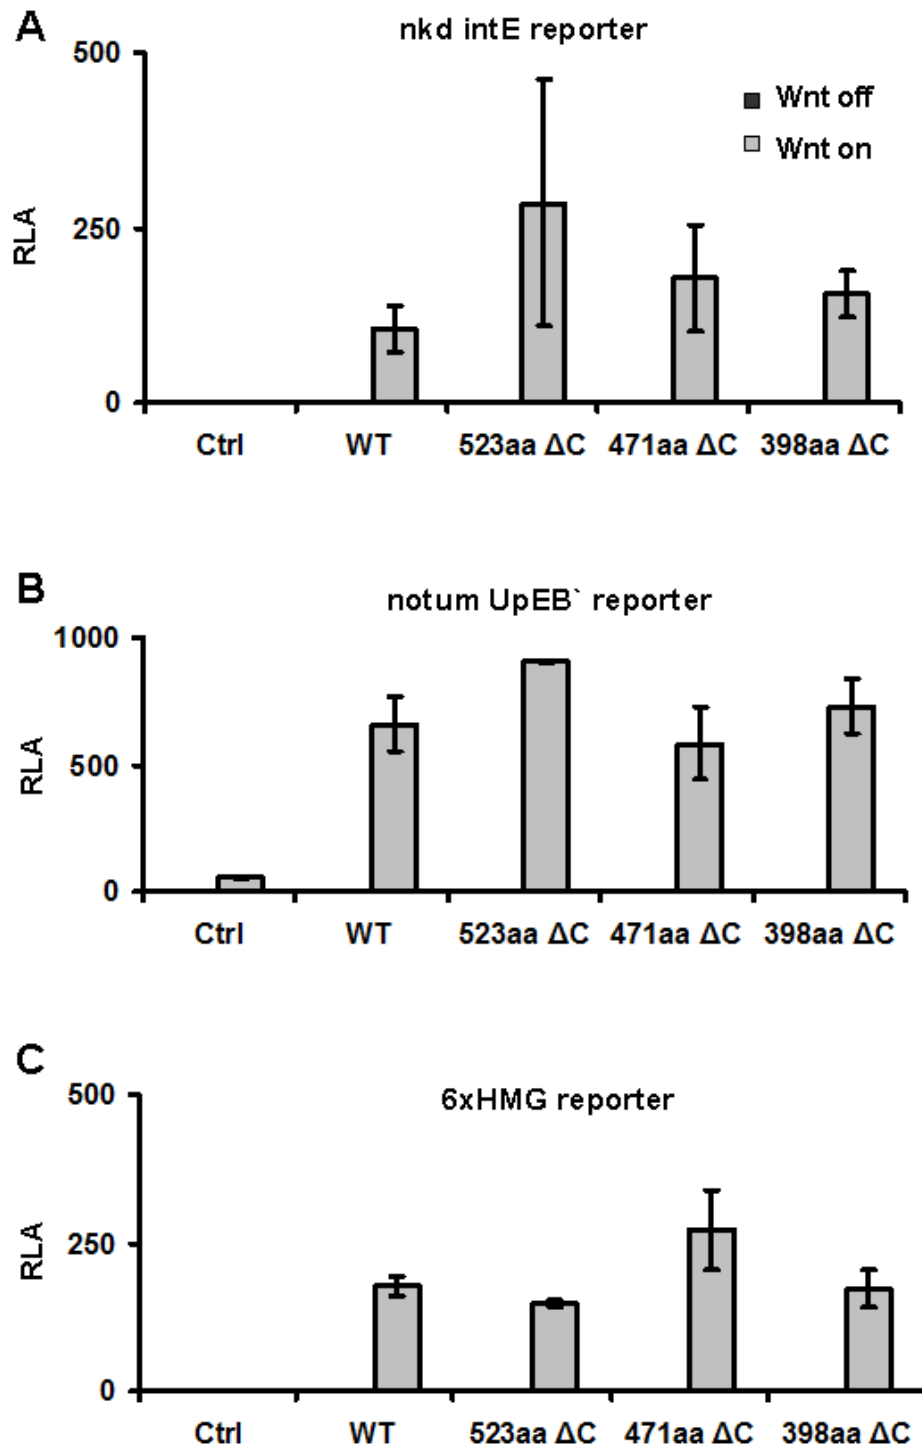 A
nkd intE reporter
500
Wnt off
Wnt on
RLA
250
0
Ctrl WT 523aa ΔC 471aa ΔC 398aa ΔC
B
notum UpEB` reporter
1000
RLA
500
0
Ctrl WT 523aa ΔC 471aa ΔC 398aa ΔC
C
500
6xHMG reporter
RLA
250
0
Ctrl WT 523aa ΔC 471aa ΔC 398aa ΔC